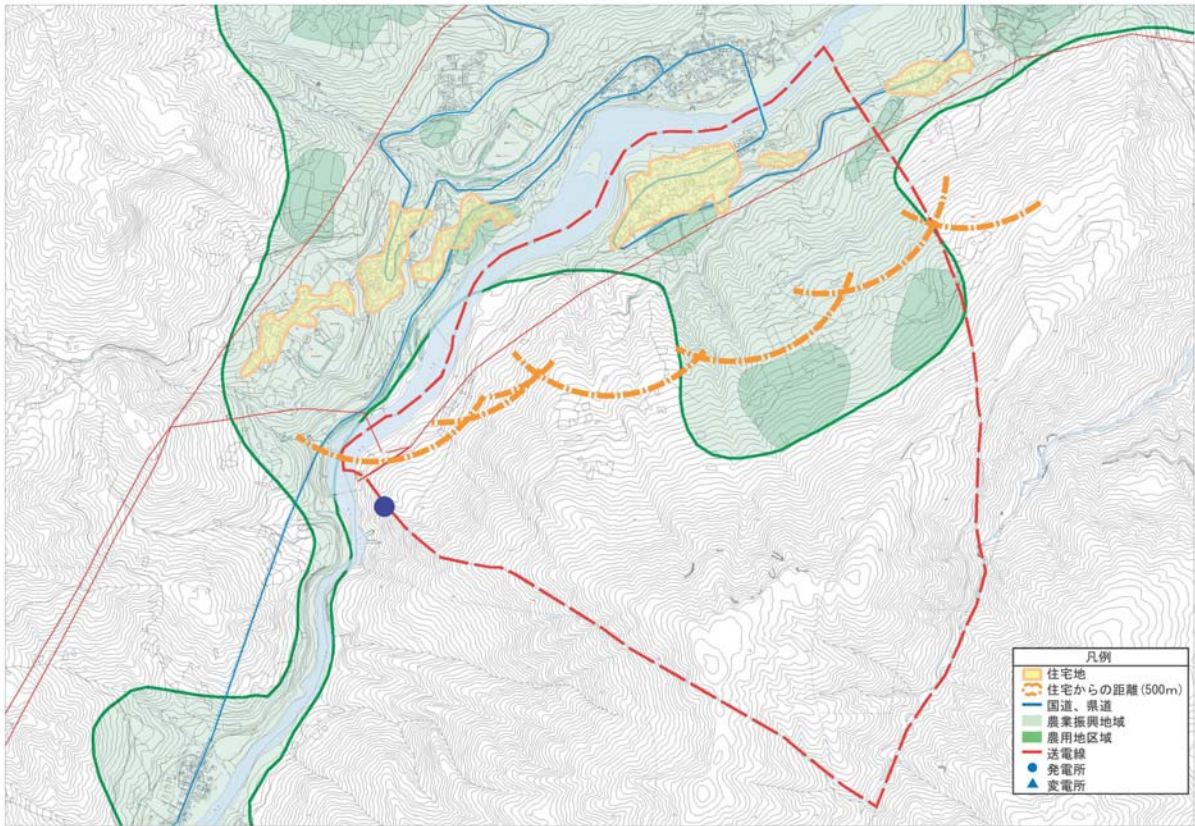 凡例
住宅地
住宅からの距離(500m)
国道、県道
農業振興地域
農用地区域
送電線
発電所
変電所